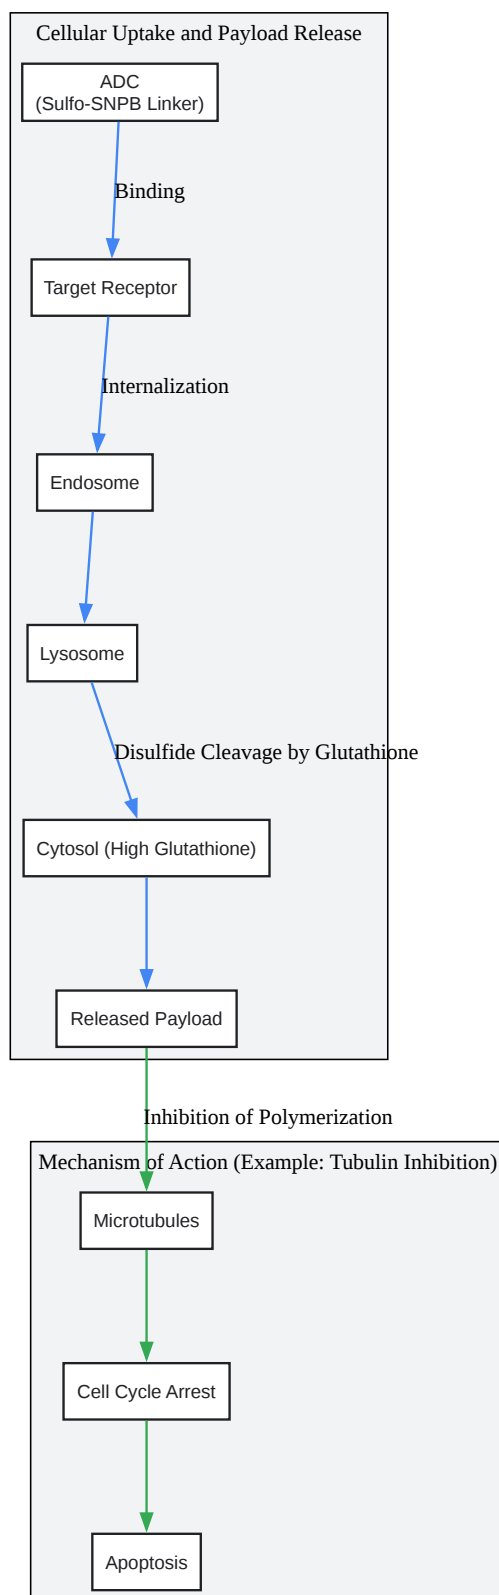 Cellular Uptake and Payload Release
ADC
(Sulfo-SNPB Linker)
Binding
Target Receptor
Internalization
Endosome
Lysosome
Disulfide Cleavage by Glutathione
Cytosol (High Glutathione)
Released Payload
Inhibition of Polymerization
Mechanism of Action (Example: Tubulin Inhibition)
Microtubules
Cell Cycle Arrest
Apoptosis